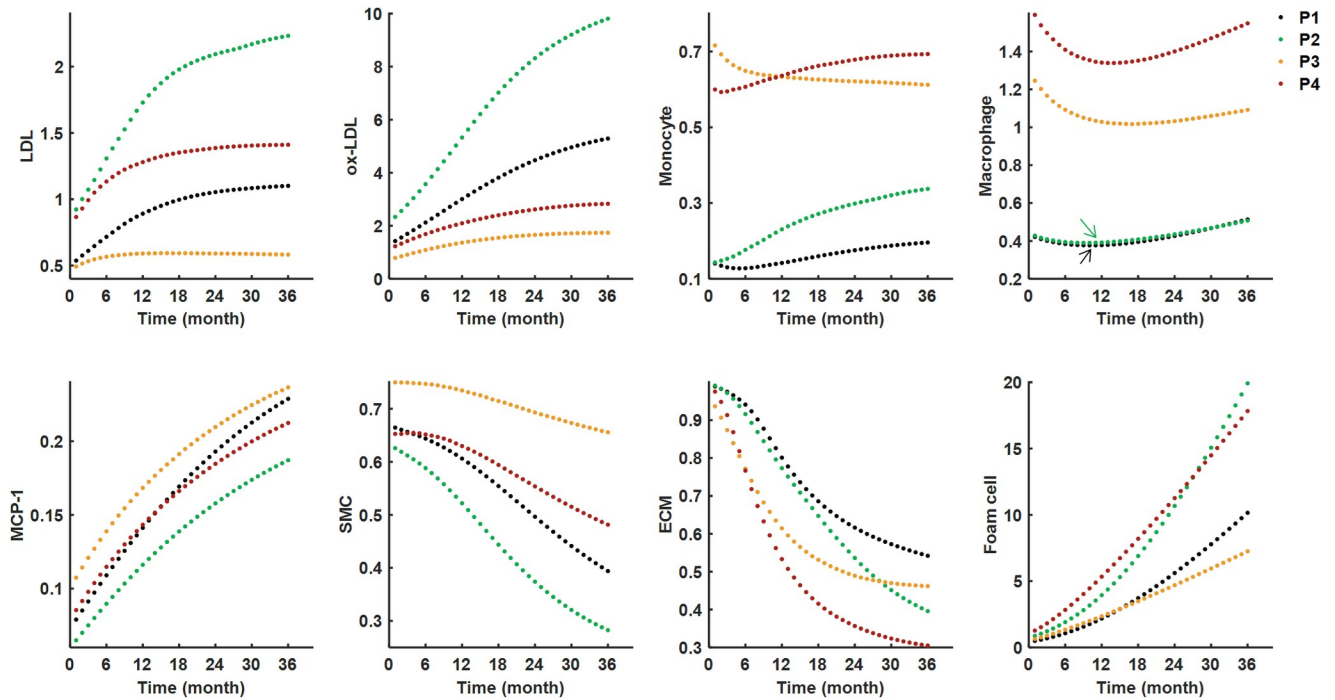 LDL
2
1.5
1
0.5
0 6 12 18 24 30 36
Time (month)
ox-LDL
10
8
6
4
2
0
0 6 12 18 24 30 36
Time (month)
Monocyte
0.7
0.5
0.3
0.1
0 6 12 18 24 30 36
Time (month)
Macrophage
1.4
1.2
1
0.8
0.6
0.4
0.2
0 6 12 18 24 30 36
Time (month)
P1
P2
P3
P4
MCP-1
0.2
0.15
0.1
0 6 12 18 24 30 36
Time (month)
SMC
0.7
0.6
0.5
0.4
0.3
0 6 12 18 24 30 36
Time (month)
ECM
0.9
0.8
0.7
0.6
0.5
0.4
0.3
0 6 12 18 24 30 36
Time (month)
Foam cell
20
15
10
5
0
0 6 12 18 24 30 36
Time (month)